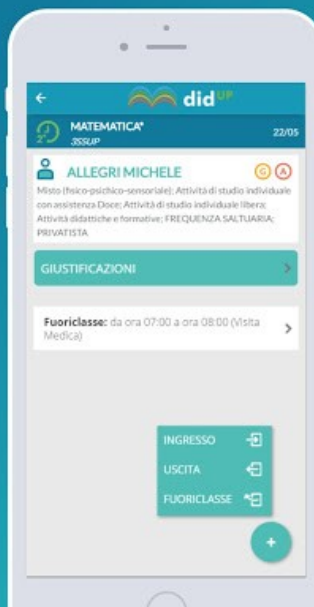 didUP
MATEMATICA*
3SSUP
22/05
ALLEGRI MICHELE
G A
Misto (fisico-psichico-sensoriale); Attività di studio individuale
con assistenza Doce; Attività di studio individuale libera;
Attività didattiche e formative; FREQUENZA SALTUARIA;
PRIVATISTA
GIUSTIFICAZIONI
Fuoriclasse: da ora 07:00 a ora 08:00 (Visita
Medica)
INGRESSO
USCITA
FUORICLASSE
+